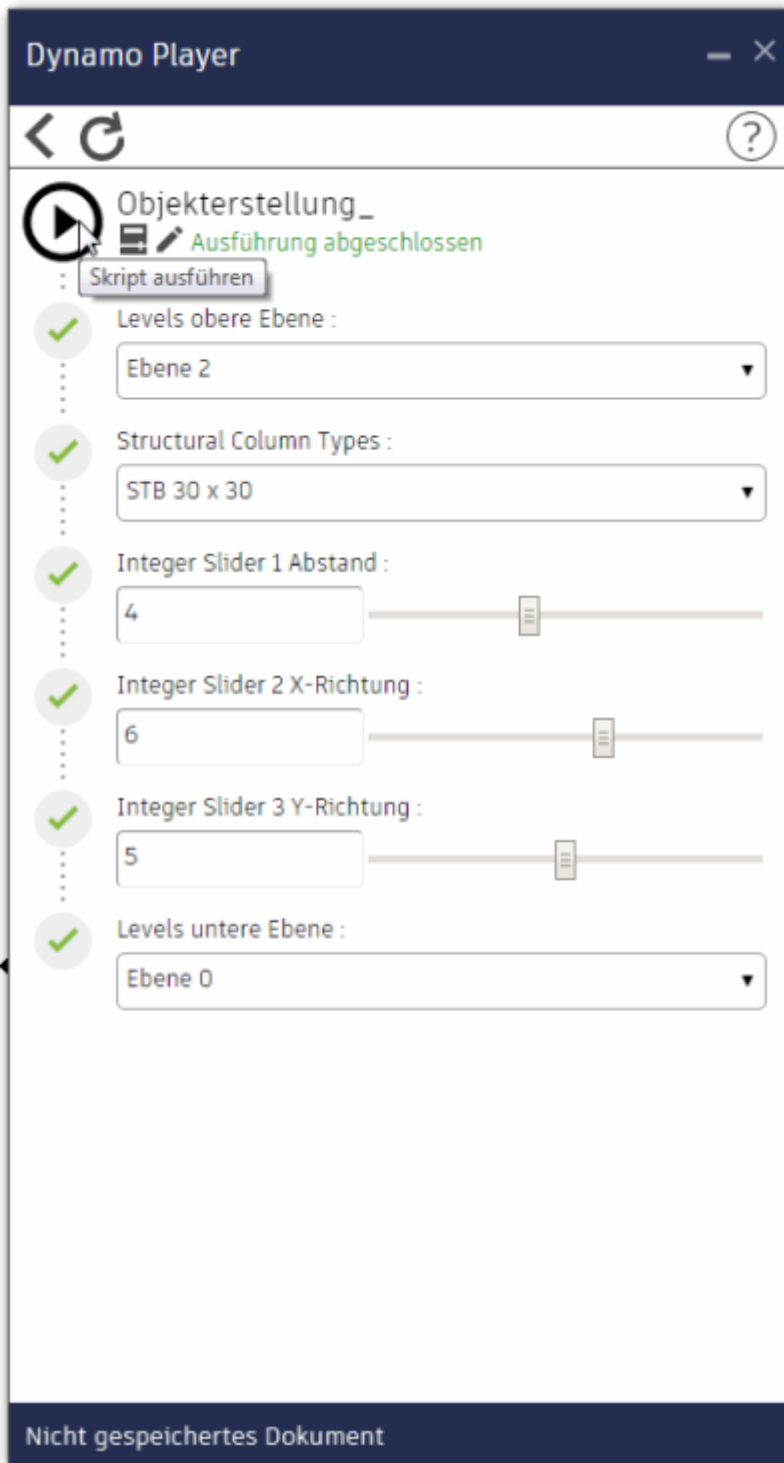 Dynamo Player
Objekterstellung_
Ausführung abgeschlossen
Skript ausführen
Levels obere Ebene :
Ebene 2
Structural Column Types :
STB 30 x 30
Integer Slider 1 Abstand :
4
Integer Slider 2 X-Richtung :
6
Integer Slider 3 Y-Richtung :
5
Levels untere Ebene :
Ebene 0
Nicht gespeichertes Dokument